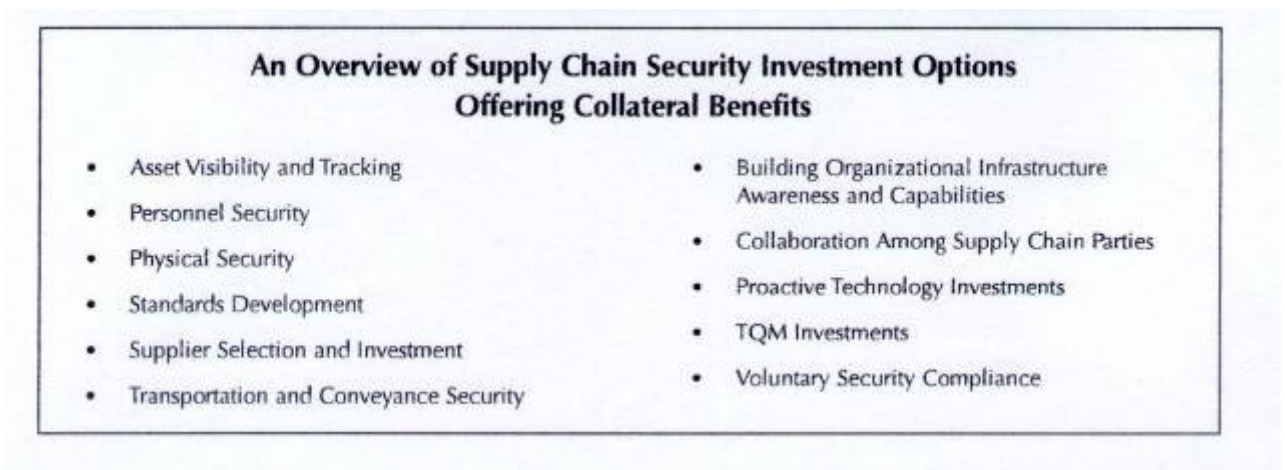 An Overview of Supply Chain Security Investment Options
Offering Collateral Benefits
• Asset Visibility and Tracking
• Personnel Security
• Physical Security
• Standards Development
• Supplier Selection and Investment
• Transportation and Conveyance Security
• Building Organizational Infrastructure
Awareness and Capabilities
• Collaboration Among Supply Chain Parties
• Proactive Technology Investments
• TQM Investments
• Voluntary Security Compliance